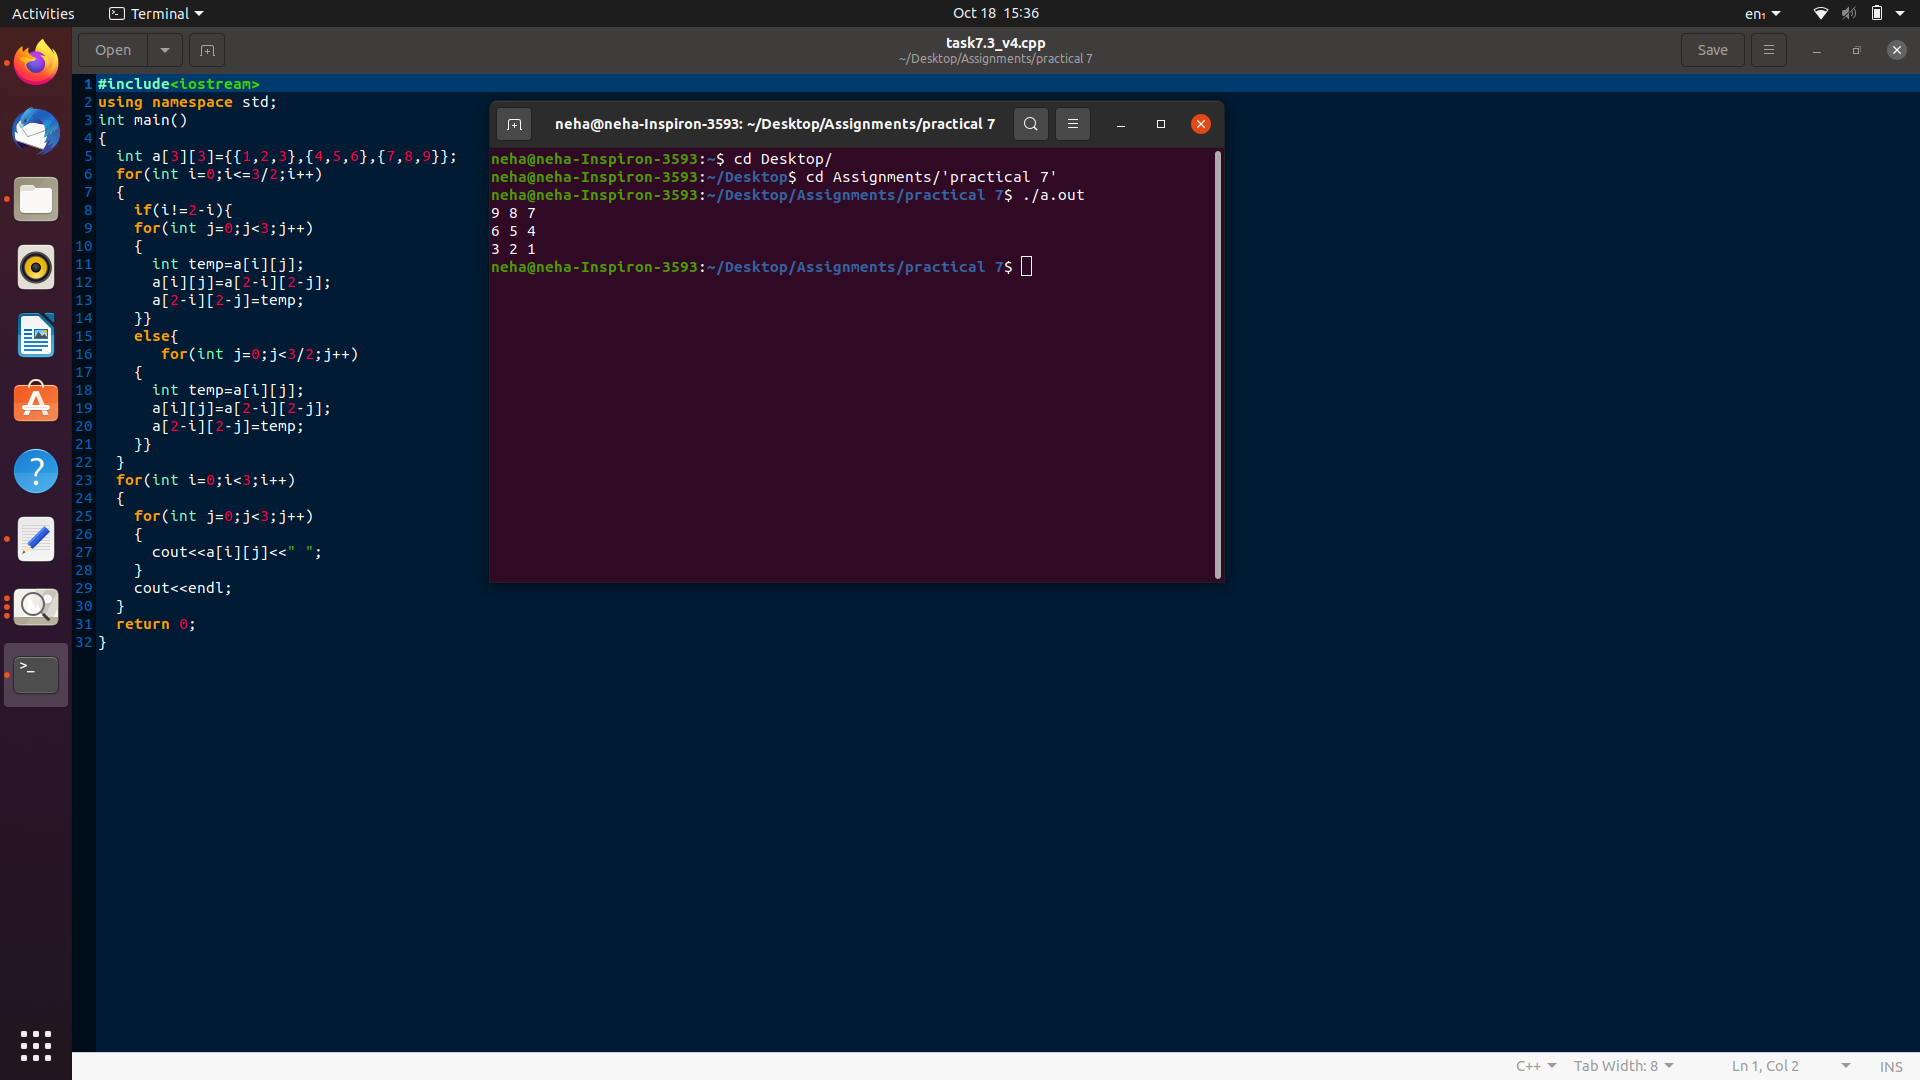 Activities
Terminal
Oct 18 15:36
en₁
Open
task7.3_v4.cpp
~/Desktop/Assignments/practical 7
Save
1 #include<iostream>
2 using namespace std;
3 int main()
4 {
5   int a[3][3]={{1,2,3},{4,5,6},{7,8,9}};
6   for(int i=0;i<=3/2;i++)
7   {
8     if(i!=2-i){
9     for(int j=0;j<3;j++)
10     {
11       int temp=a[i][j];
12       a[i][j]=a[2-i][2-j];
13       a[2-i][2-j]=temp;
14     }}
15     else{
16        for(int j=0;j<3/2;j++)
17     {
18       int temp=a[i][j];
19       a[i][j]=a[2-i][2-j];
20       a[2-i][2-j]=temp;
21     }}
22   }
23   for(int i=0;i<3;i++)
24   {
25     for(int j=0;j<3;j++)
26     {
27       cout<<a[i][j]<<" ";
28     }
29     cout<<endl;
30   }
31   return 0;
32 }
neha@neha-Inspiron-3593: ~/Desktop/Assignments/practical 7
neha@neha-Inspiron-3593:~$ cd Desktop/
neha@neha-Inspiron-3593:~/Desktop$ cd Assignments/'practical 7'
neha@neha-Inspiron-3593:~/Desktop/Assignments/practical 7$ ./a.out
9 8 7
6 5 4
3 2 1
neha@neha-Inspiron-3593:~/Desktop/Assignments/practical 7$
C++
Tab Width: 8
Ln 1, Col 2
INS